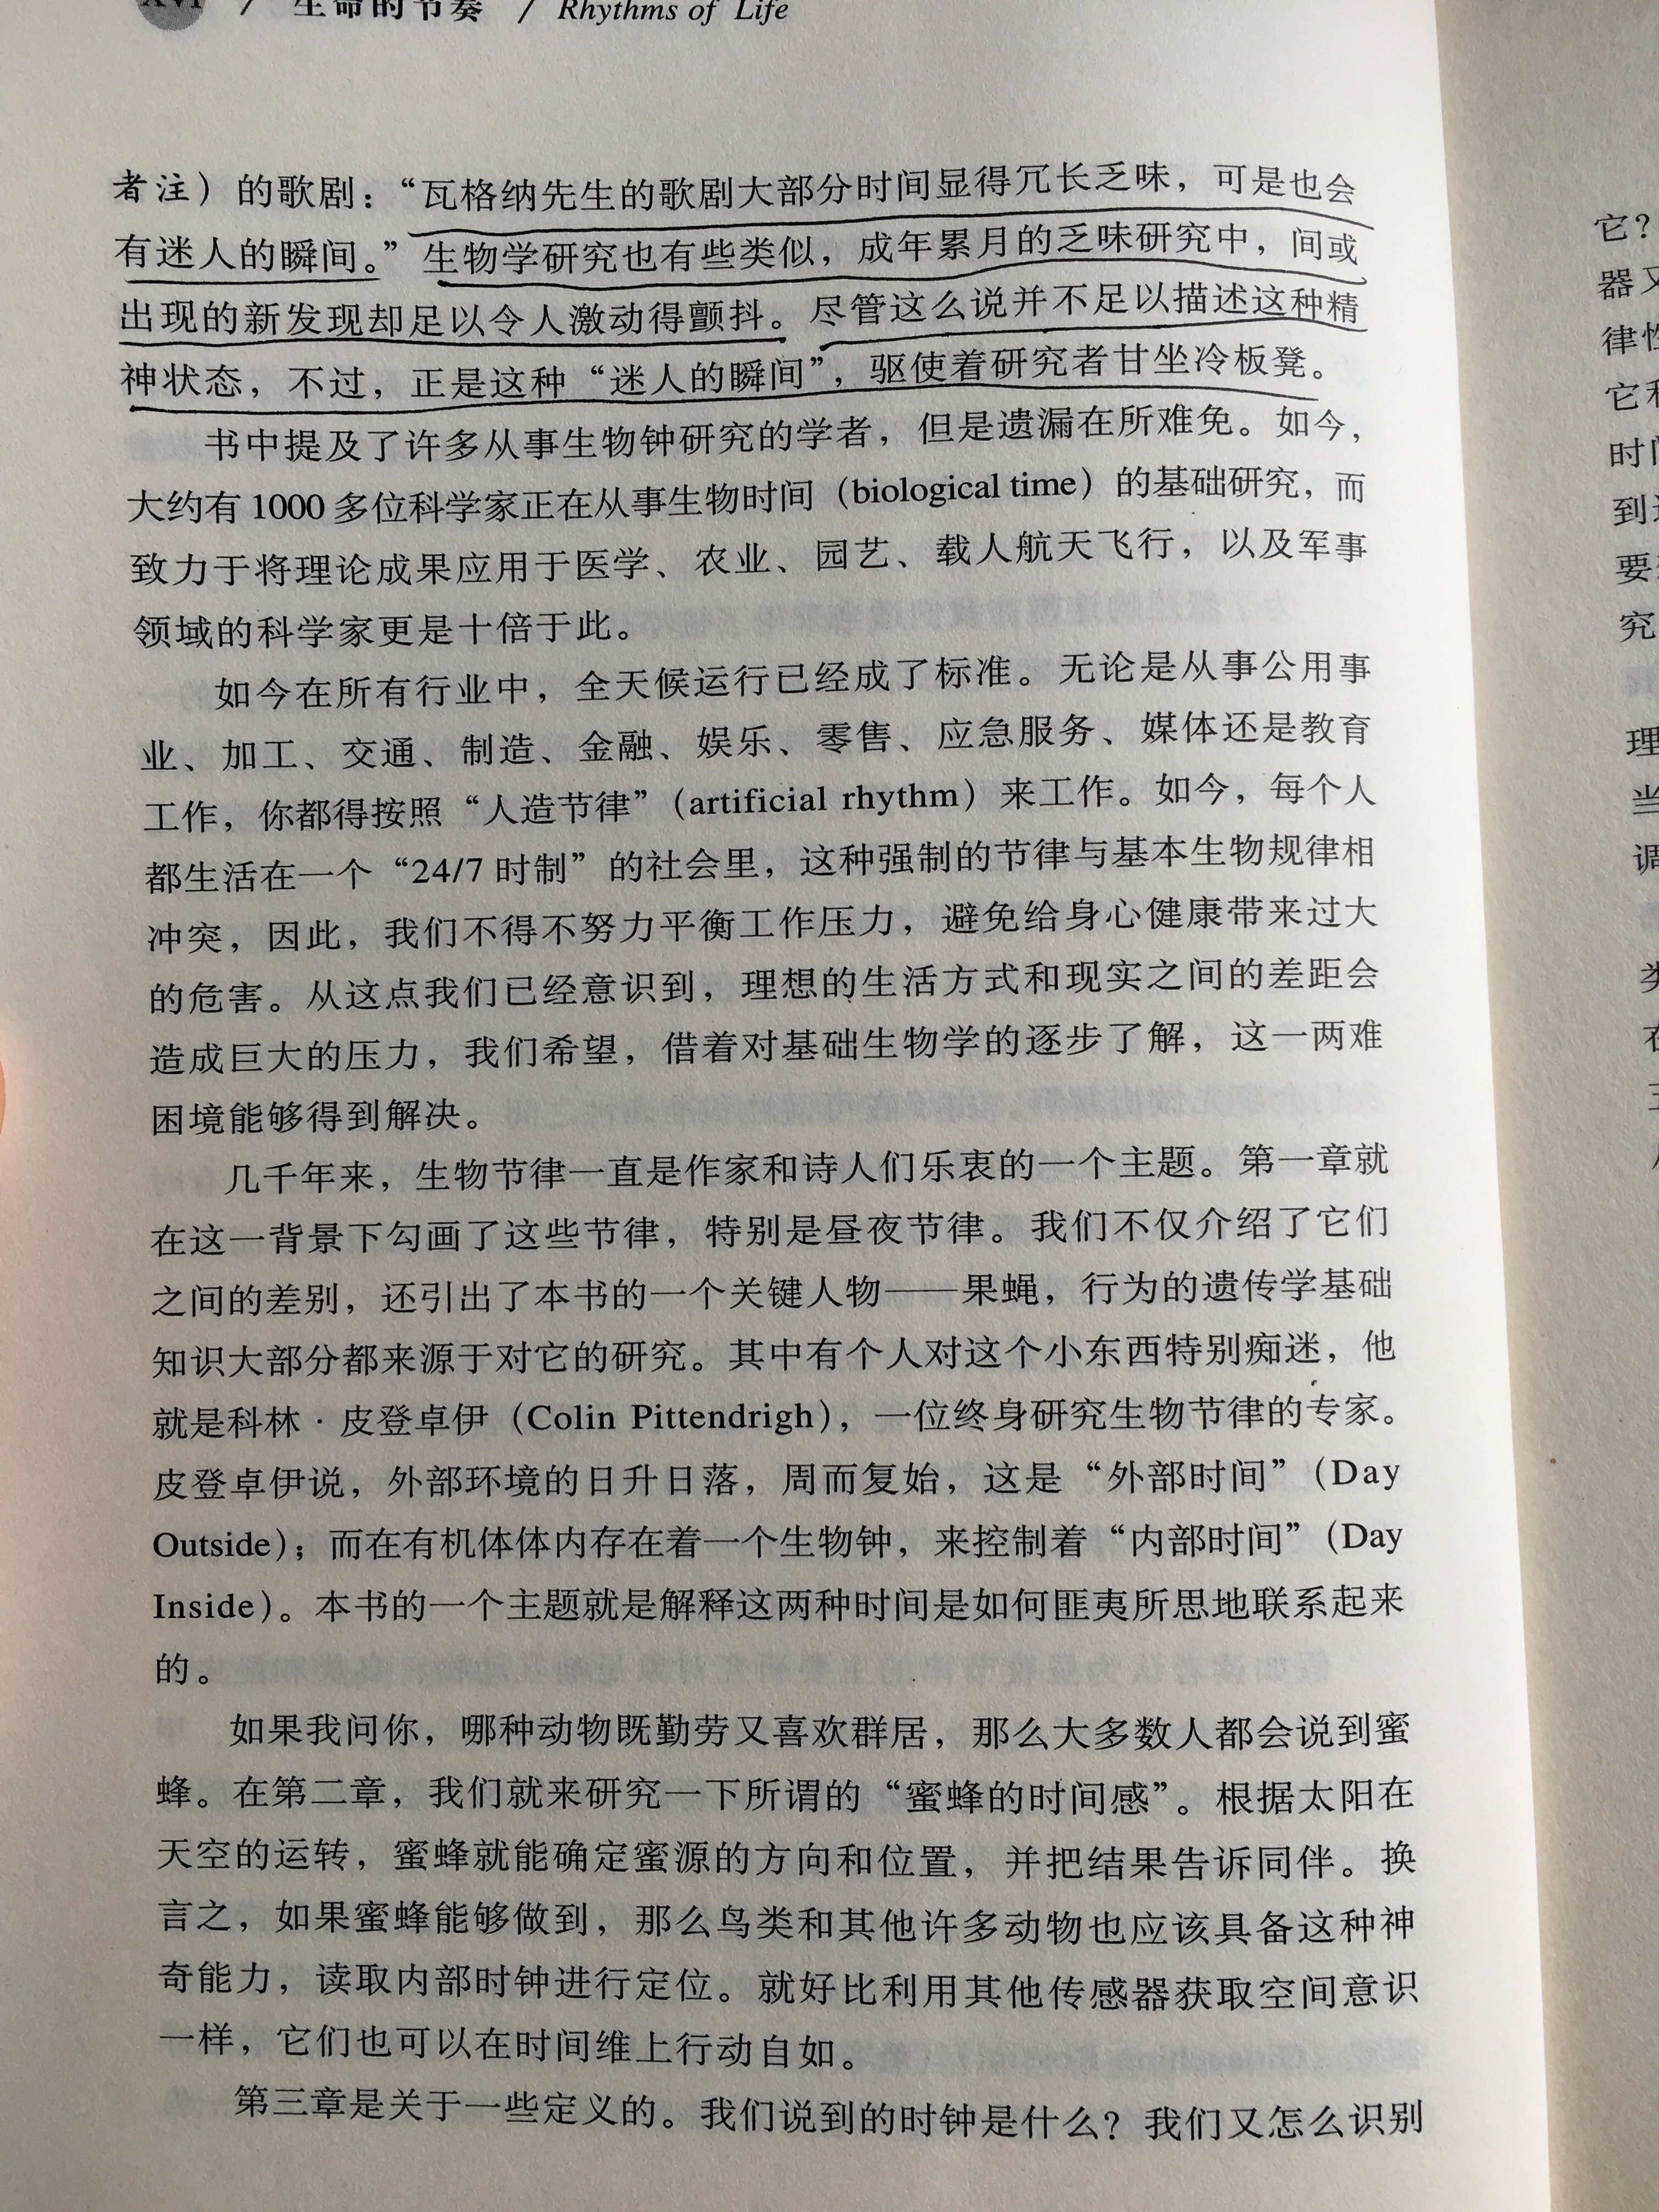 XVI / 生命的节奏 / Rhythms of Life
者注）的歌剧：“瓦格纳先生的歌剧大部分时间显得冗长乏味，可是也会
有迷人的瞬间。”生物学研究也有些类似，成年累月的乏味研究中，间或
出现的新发现却足以令人激动得颤抖。尽管这么说并不足以描述这种精
神状态，不过，正是这种“迷人的瞬间”，驱使着研究者甘坐冷板凳。
书中提及了许多从事生物钟研究的学者，但是遗漏在所难免。如今，
大约有1000多位科学家正在从事生物时间（biological time）的基础研究，而
致力于将理论成果应用于医学、农业、园艺、载人航天飞行，以及军事
领域的科学家更是十倍于此。
如今在所有行业中，全天候运行已经成了标准。无论是从事公用事
业、加工、交通、制造、金融、娱乐、零售、应急服务、媒体还是教育
工作，你都得按照“人造节律”（artificial rhythm）来工作。如今，每个人
都生活在一个“24/7时制”的社会里，这种强制的节律与基本生物规律相
冲突，因此，我们不得不努力平衡工作压力，避免给身心健康带来过大
的危害。从这点我们已经意识到，理想的生活方式和现实之间的差距会
造成巨大的压力，我们希望，借着对基础生物学的逐步了解，这一两难
困境能够得到解决。
几千年来，生物节律一直是作家和诗人们乐衷的一个主题。第一章就
在这一背景下勾画了这些节律，特别是昼夜节律。我们不仅介绍了它们
之间的差别，还引出了本书的一个关键人物——果蝇，行为的遗传学基础
知识大部分都来源于对它的研究。其中有个人对这个小东西特别痴迷，他
就是科林·皮登卓伊（Colin Pittendrigh），一位终身研究生物节律的专家。
皮登卓伊说，外部环境的日升日落，周而复始，这是“外部时间”（Day
Outside）；而在有机体体内存在着一个生物钟，来控制着“内部时间”（Day
Inside）。本书的一个主题就是解释这两种时间是如何匪夷所思地联系起来
的。
如果我问你，哪种动物既勤劳又喜欢群居，那么大多数人都会说到蜜
蜂。在第二章，我们就来研究一下所谓的“蜜蜂的时间感”。根据太阳在
天空的运转，蜜蜂就能确定蜜源的方向和位置，并把结果告诉同伴。换
言之，如果蜜蜂能够做到，那么鸟类和其他许多动物也应该具备这种神
奇能力，读取内部时钟进行定位。就好比利用其他传感器获取空间意识
一样，它们也可以在时间维上行动自如。
第三章是关于一些定义的。我们说到的时钟是什么？我们又怎么识别
它？
器又
律性
它和
时间
到
要
究
理
当
调
类
在